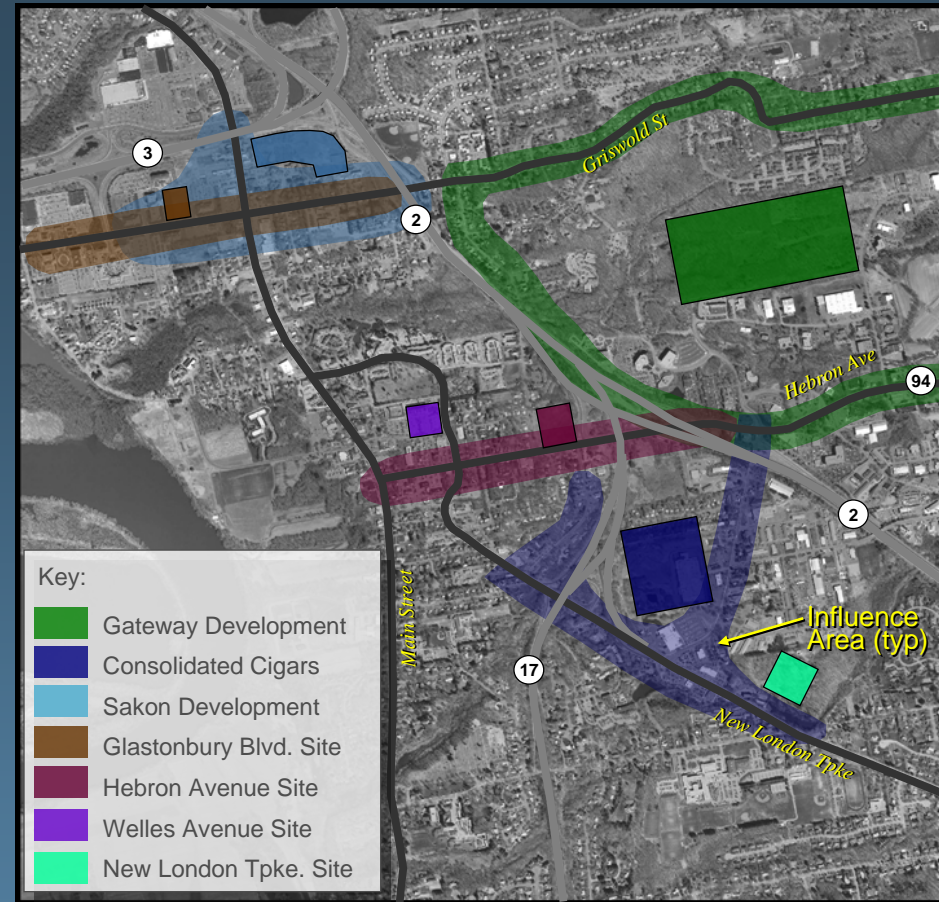 Griswold St
3
2
Hebron Ave
94
2
Key:
Gateway Development
Consolidated Cigars
Sakon Development
Glastonbury Blvd. Site
Hebron Avenue Site
Welles Avenue Site
New London Tpke. Site
Main Street
Influence
Area (typ)
17
New London Tpke